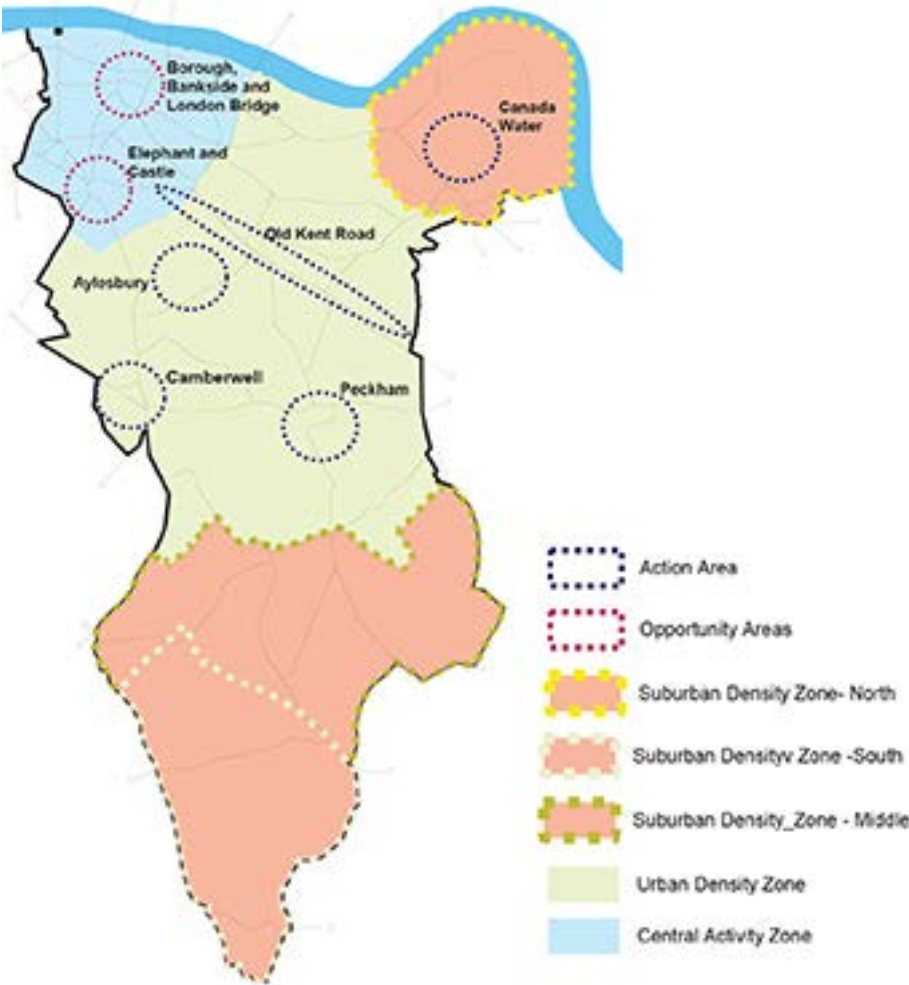 Borough,
Bankside and
London Bridge
Canada
Water
Elephant and
Castle
Old Kent Road
Aylosbury
Camberwell
Peckham
Action Area
Opportunity Areas
Suburban Density Zone- North
Suburban Densityv Zone -South
Suburban Density_Zone - Middle
Urban Density Zone
Central Activity Zone